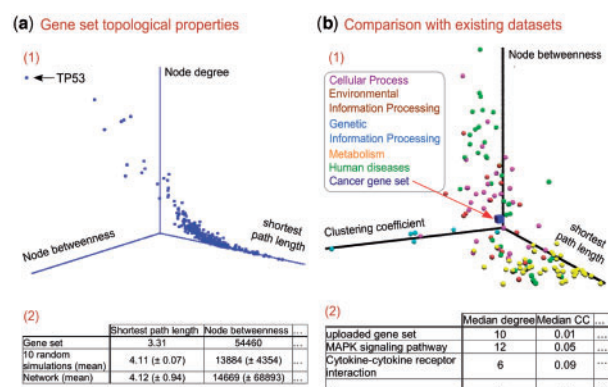 (a) Gene set topological properties
(1)
TP53
Node degree
Node betweenness
shortest
path length
(2)
Shortest path length Node betweenness ...
Gene set 3.31 54460 ...
10 random
simulations (mean) 4.11 (± 0.07) 13884 (± 4354) ...
Network (mean) 4.12 (± 0.94) 14669 (± 68893) ...
(b) Comparison with existing datasets
(1)
Node betweenness
Cellular Process
Environmental
Information Processing
Genetic
Information Processing
Metabolism
Human diseases
Cancer gene set
Clustering coefficient
shortest
path length
(2)
Median degree Median CC ...
uploaded gene set 10 0.01 ...
MAPK signaling pathway 12 0.05 ...
Cytokine-cytokine receptor
interaction 6 0.09 ...